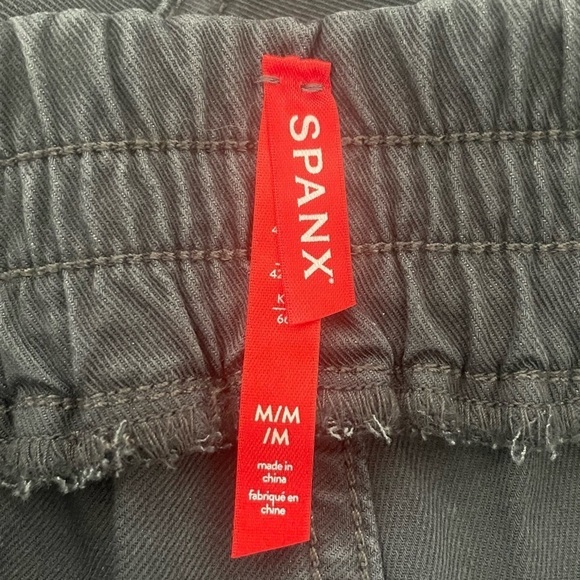 SPANX
M/M
/M
made in
china
fabriqué en
chine